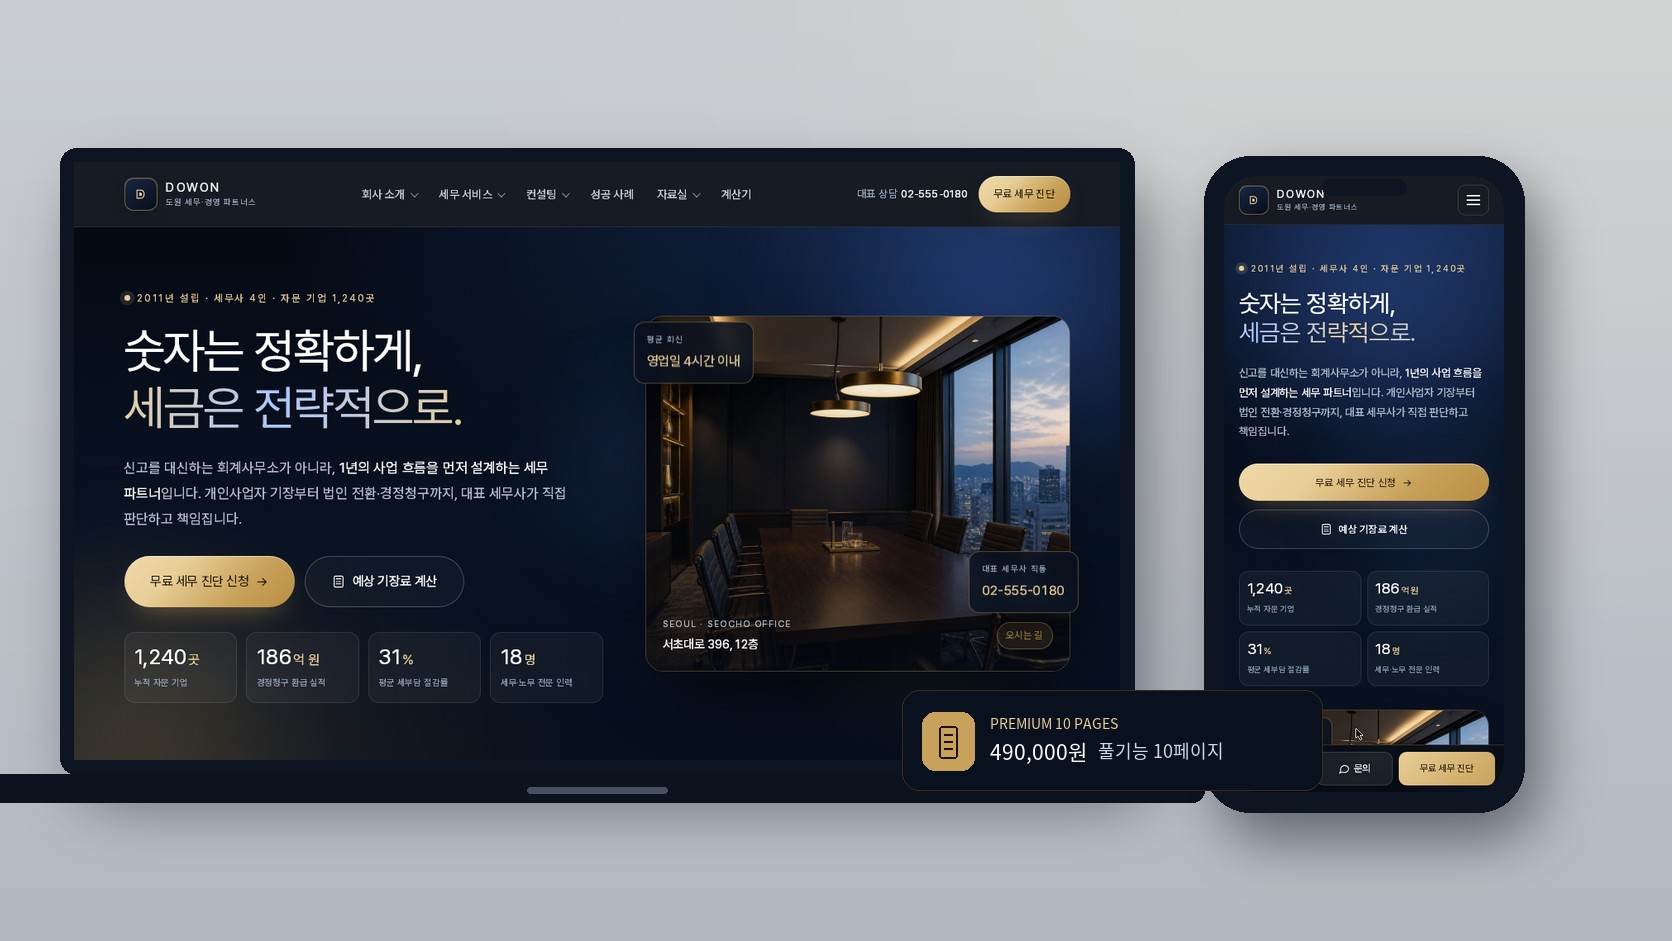 DOWON
도원 세무·경영 파트너스
회사 소개
세무 서비스
컨설팅
성공 사례
자료실
계산기
대표 상담 02-555-0180
무료 세무 진단
2011년 설립 · 세무사 4인 · 자문 기업 1,240곳
숫자는 정확하게,
세금은 전략적으로.
신고를 대신하는 회계사무소가 아니라, 1년의 사업 흐름을 먼저 설계하는 세무
파트너입니다. 개인사업자 기장부터 법인 전환·경정청구까지, 대표 세무사가 직접
판단하고 책임집니다.
무료 세무 진단 신청 →
예상 기장료 계산
1,240곳
누적 자문 기업
186억 원
경정청구 환급 실적
31%
평균 세부담 절감률
18명
세무·노무 전문 인력
평균 회신
영업일 4시간 이내
대표 세무사 직통
02-555-0180
SEOUL · SEOCHO OFFICE
서초대로 396, 12층
오시는 길
PREMIUM 10 PAGES
490,000원 풀기능 10페이지
DOWON
도원 세무·경영 파트너스
2011년 설립 · 세무사 4인 · 자문 기업 1,240곳
숫자는 정확하게,
세금은 전략적으로.
신고를 대신하는 회계사무소가 아니라, 1년의 사업 흐름을
먼저 설계하는 세무 파트너입니다. 개인사업자 기장부터
법인 전환·경정청구까지, 대표 세무사가 직접 판단하고
책임집니다.
무료 세무 진단 신청 →
예상 기장료 계산
1,240곳
누적 자문 기업
186억 원
경정청구 환급 실적
31%
평균 세부담 절감률
18명
세무·노무 전문 인력
문의
무료 세무 진단